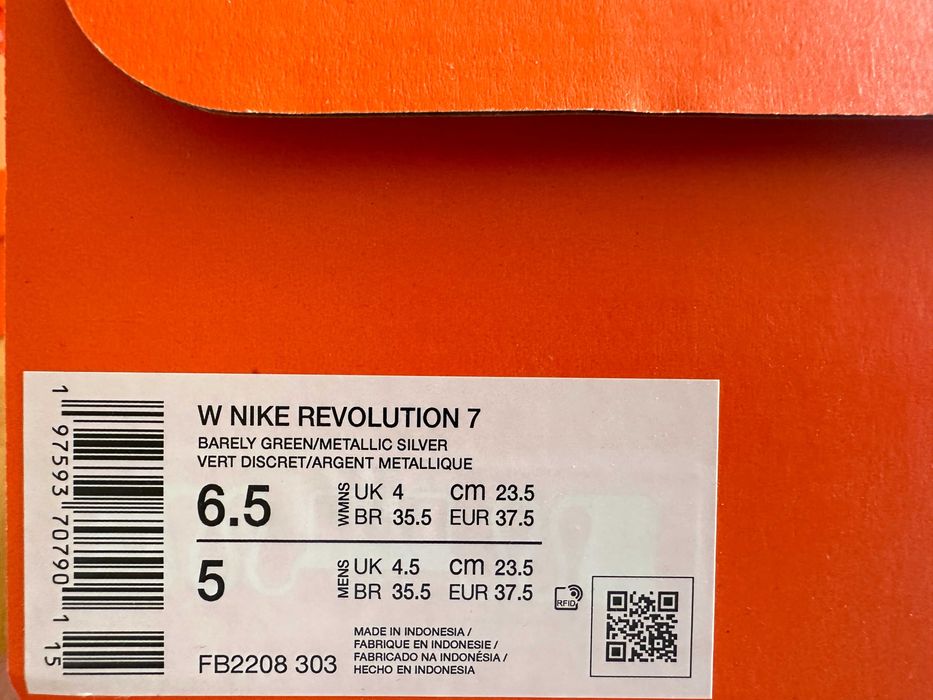 W NIKE REVOLUTION 7
BARELY GREEN/METALLIC SILVER
VERT DISCRET/ARGENT METALLIQUE
6.5 WMNS UK 4 cm 23.5
BR 35.5 EUR 37.5
5 MENS UK 4.5 cm 23.5
BR 35.5 EUR 37.5
RFID
MADE IN INDONESIA /
FABRIQUE EN INDONESIE /
FABRICADO NA INDONÉSIA /
HECHO EN INDONESIA
FB2208 303
1 97593 70790 1 15